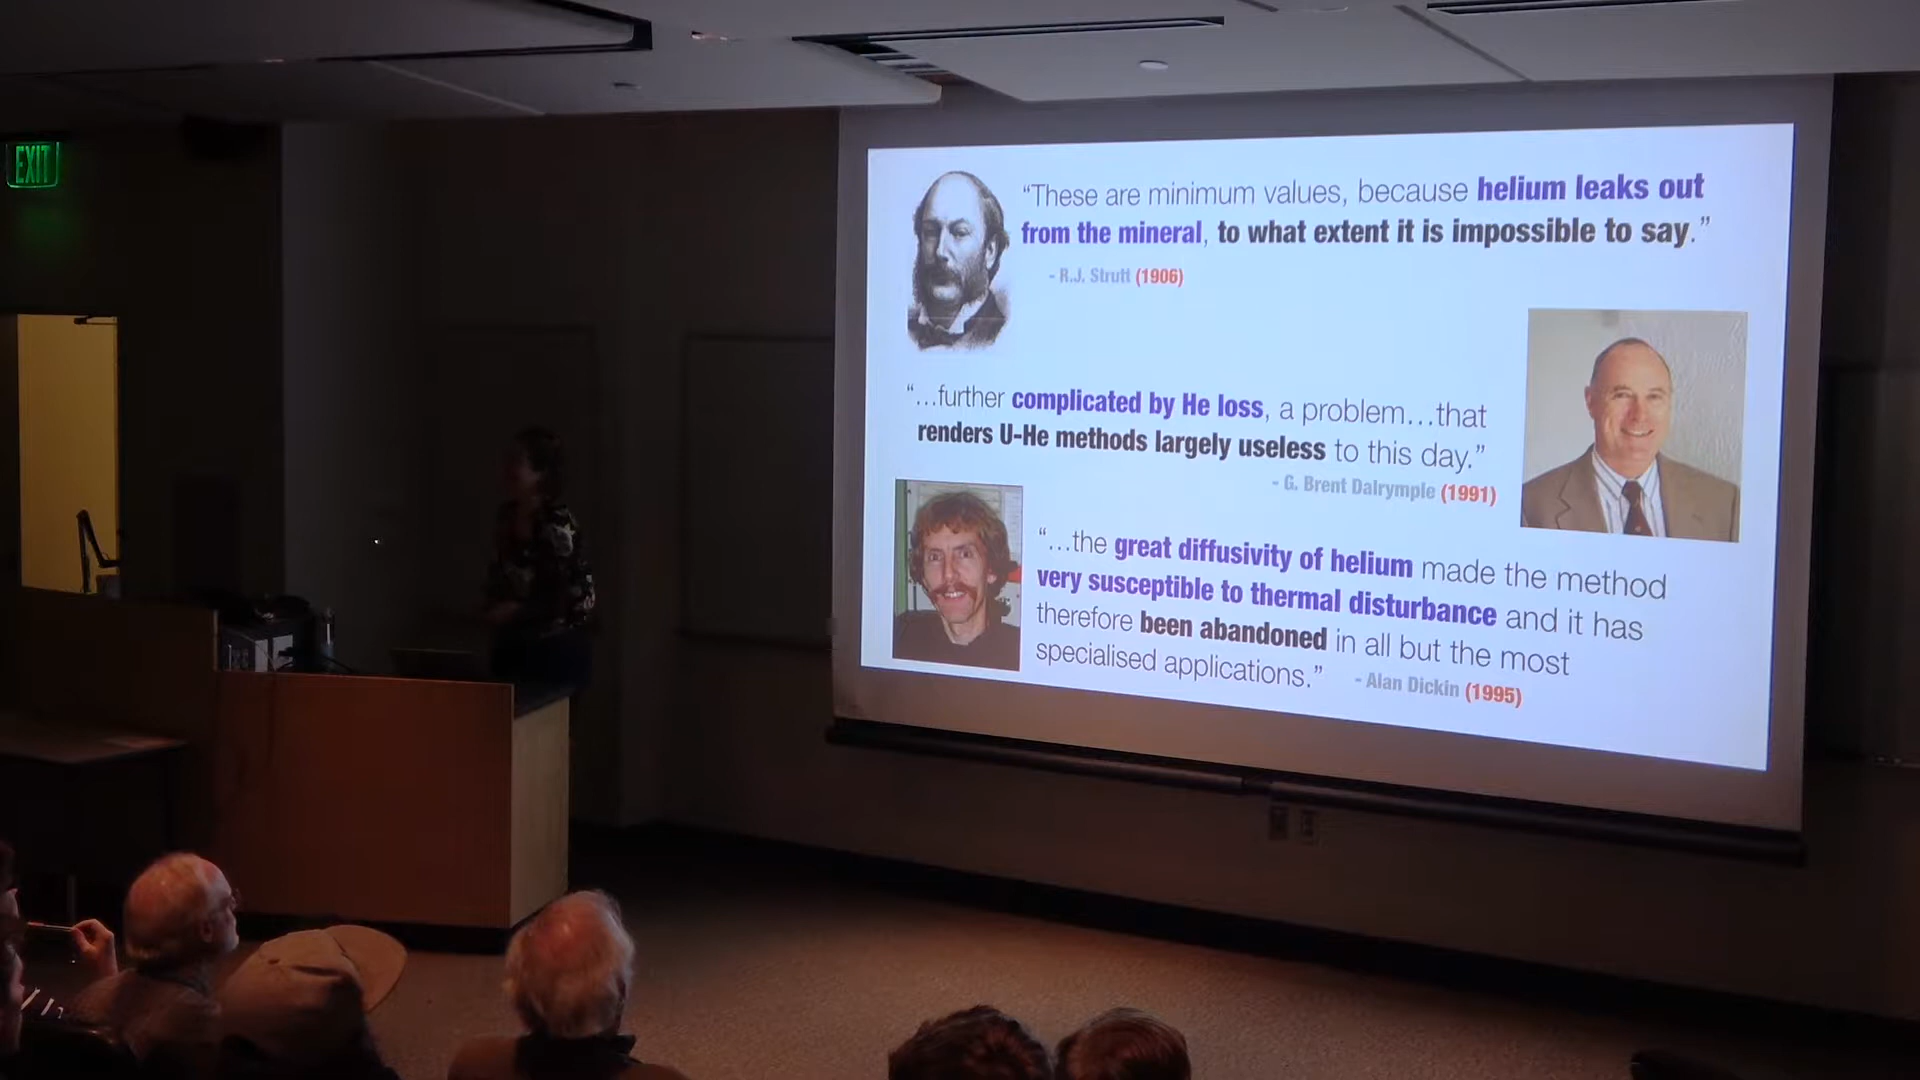 EXIT
“These are minimum values, because helium leaks out
from the mineral, to what extent it is impossible to say.”
- R.J. Strutt (1906)
“…further complicated by He loss, a problem…that
renders U-He methods largely useless to this day.”
- G. Brent Dalrymple (1991)
“…the great diffusivity of helium made the method
very susceptible to thermal disturbance and it has
therefore been abandoned in all but the most
specialised applications.”
- Alan Dickin (1995)